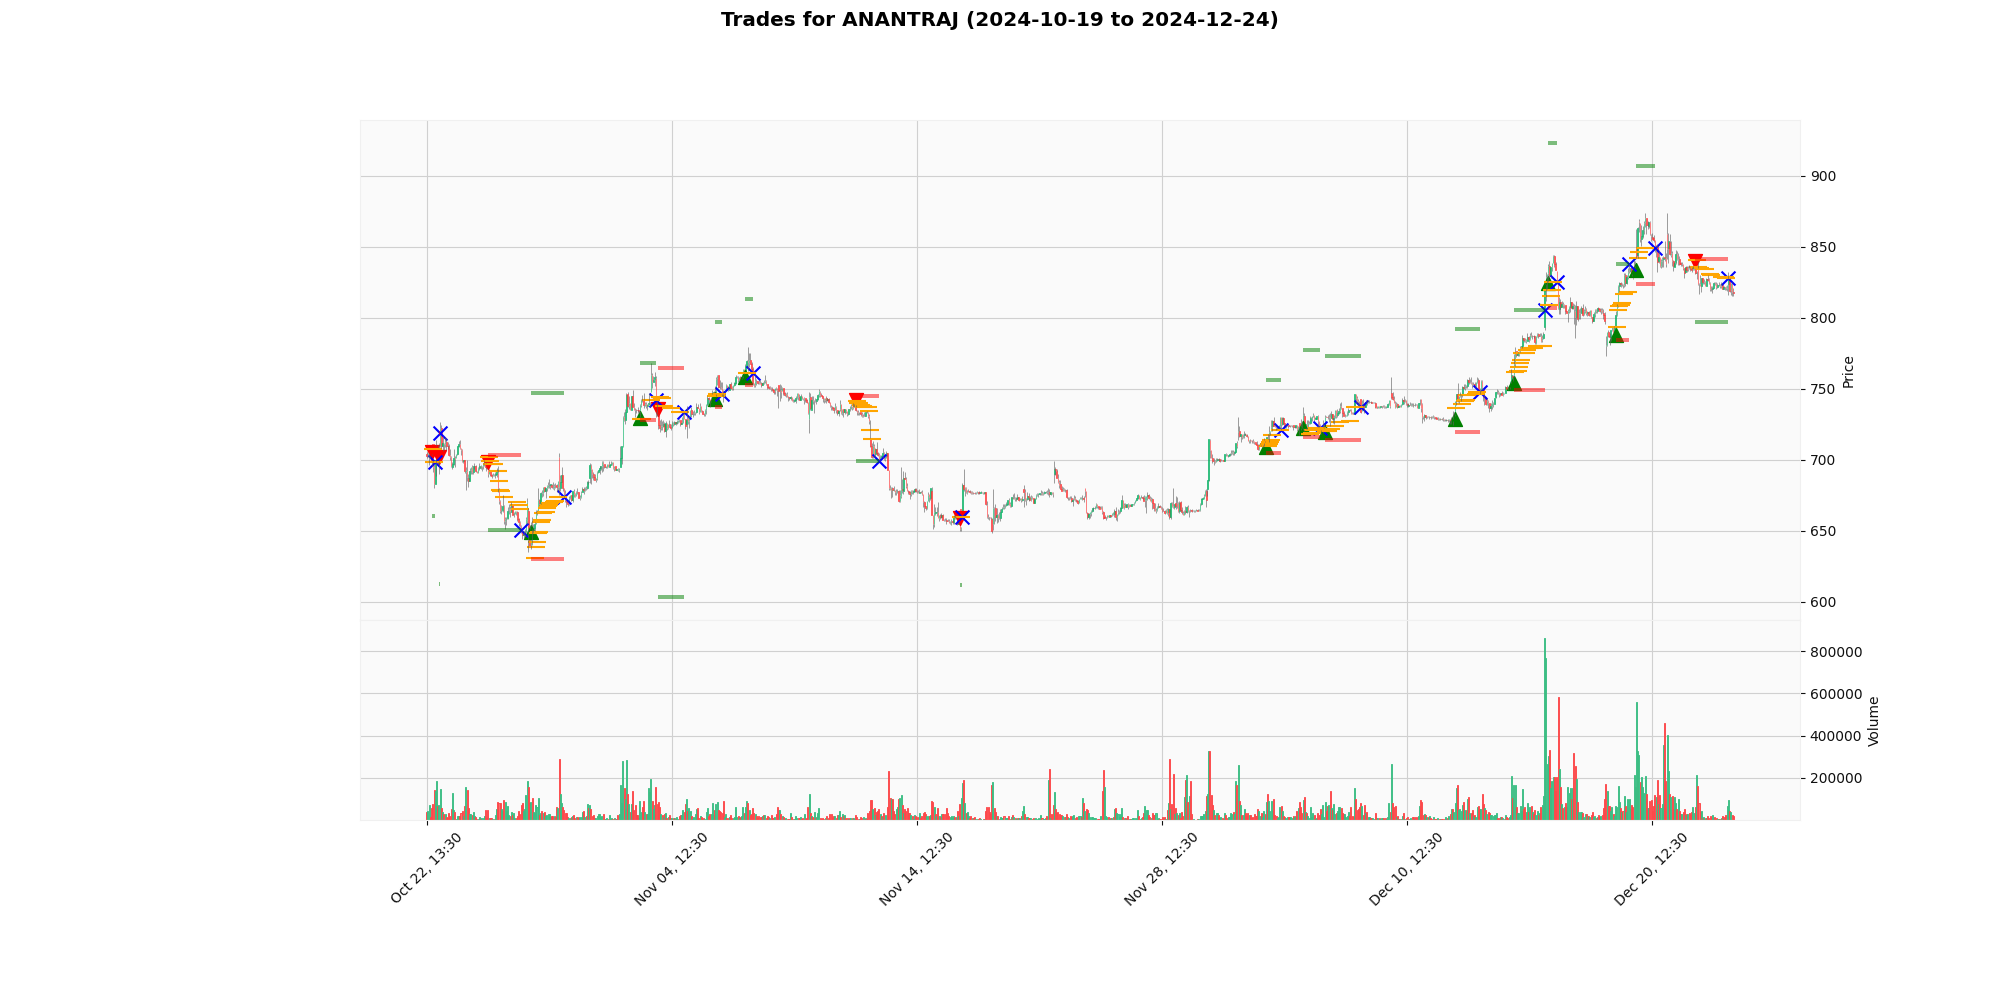 Trades for ANANTRAJ (2024-10-19 to 2024-12-24)
900
850
800
750
700
650
600
Price
800000
600000
400000
200000
Volume
Oct 22, 13:30
Nov 04, 12:30
Nov 14, 12:30
Nov 28, 12:30
Dec 10, 12:30
Dec 20, 12:30